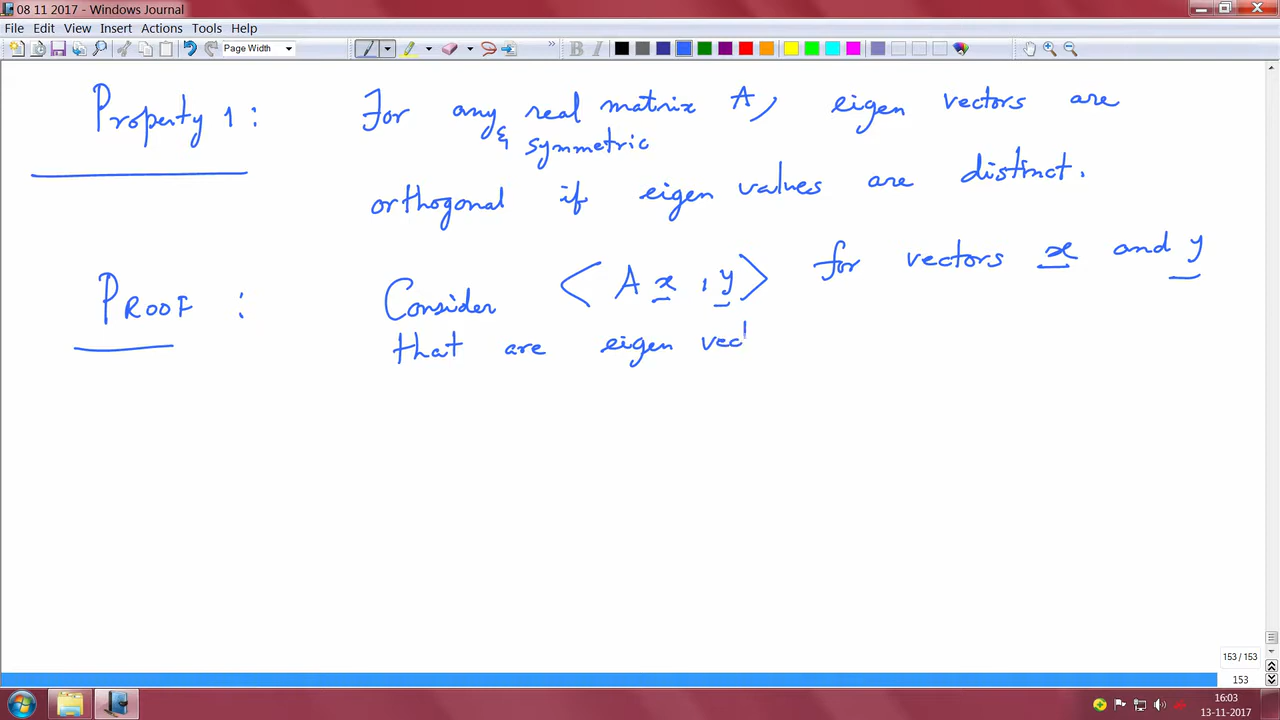 08 11 2017 - Windows Journal
File Edit View Insert Actions Tools Help
Page Width
Property 1 : For any real matrix A, eigen vectors are
& symmetric
orthogonal if eigen values are distinct.
PROOF : Consider < A x , y > for vectors x and y
that are eigen vec
153 / 153
153
16:03
13-11-2017